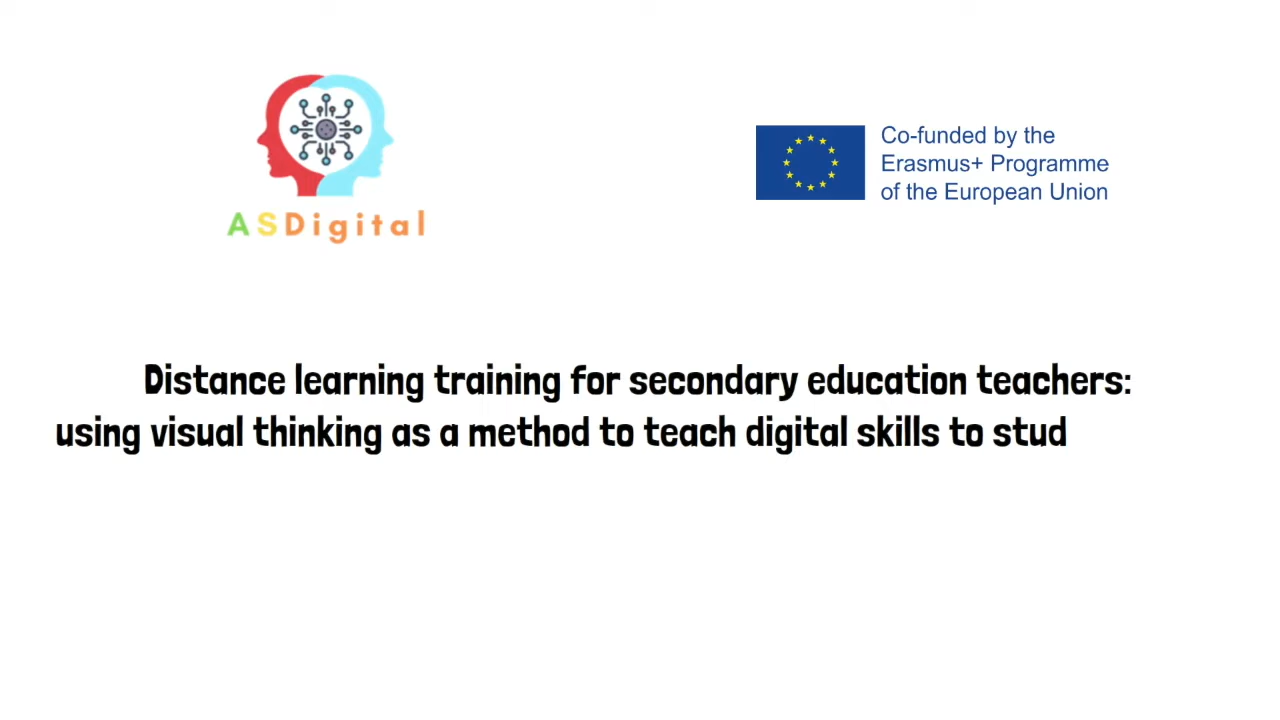 ASDigital
Co-funded by the
Erasmus+ Programme
of the European Union
Distance learning training for secondary education teachers:
using visual thinking as a method to teach digital skills to stud